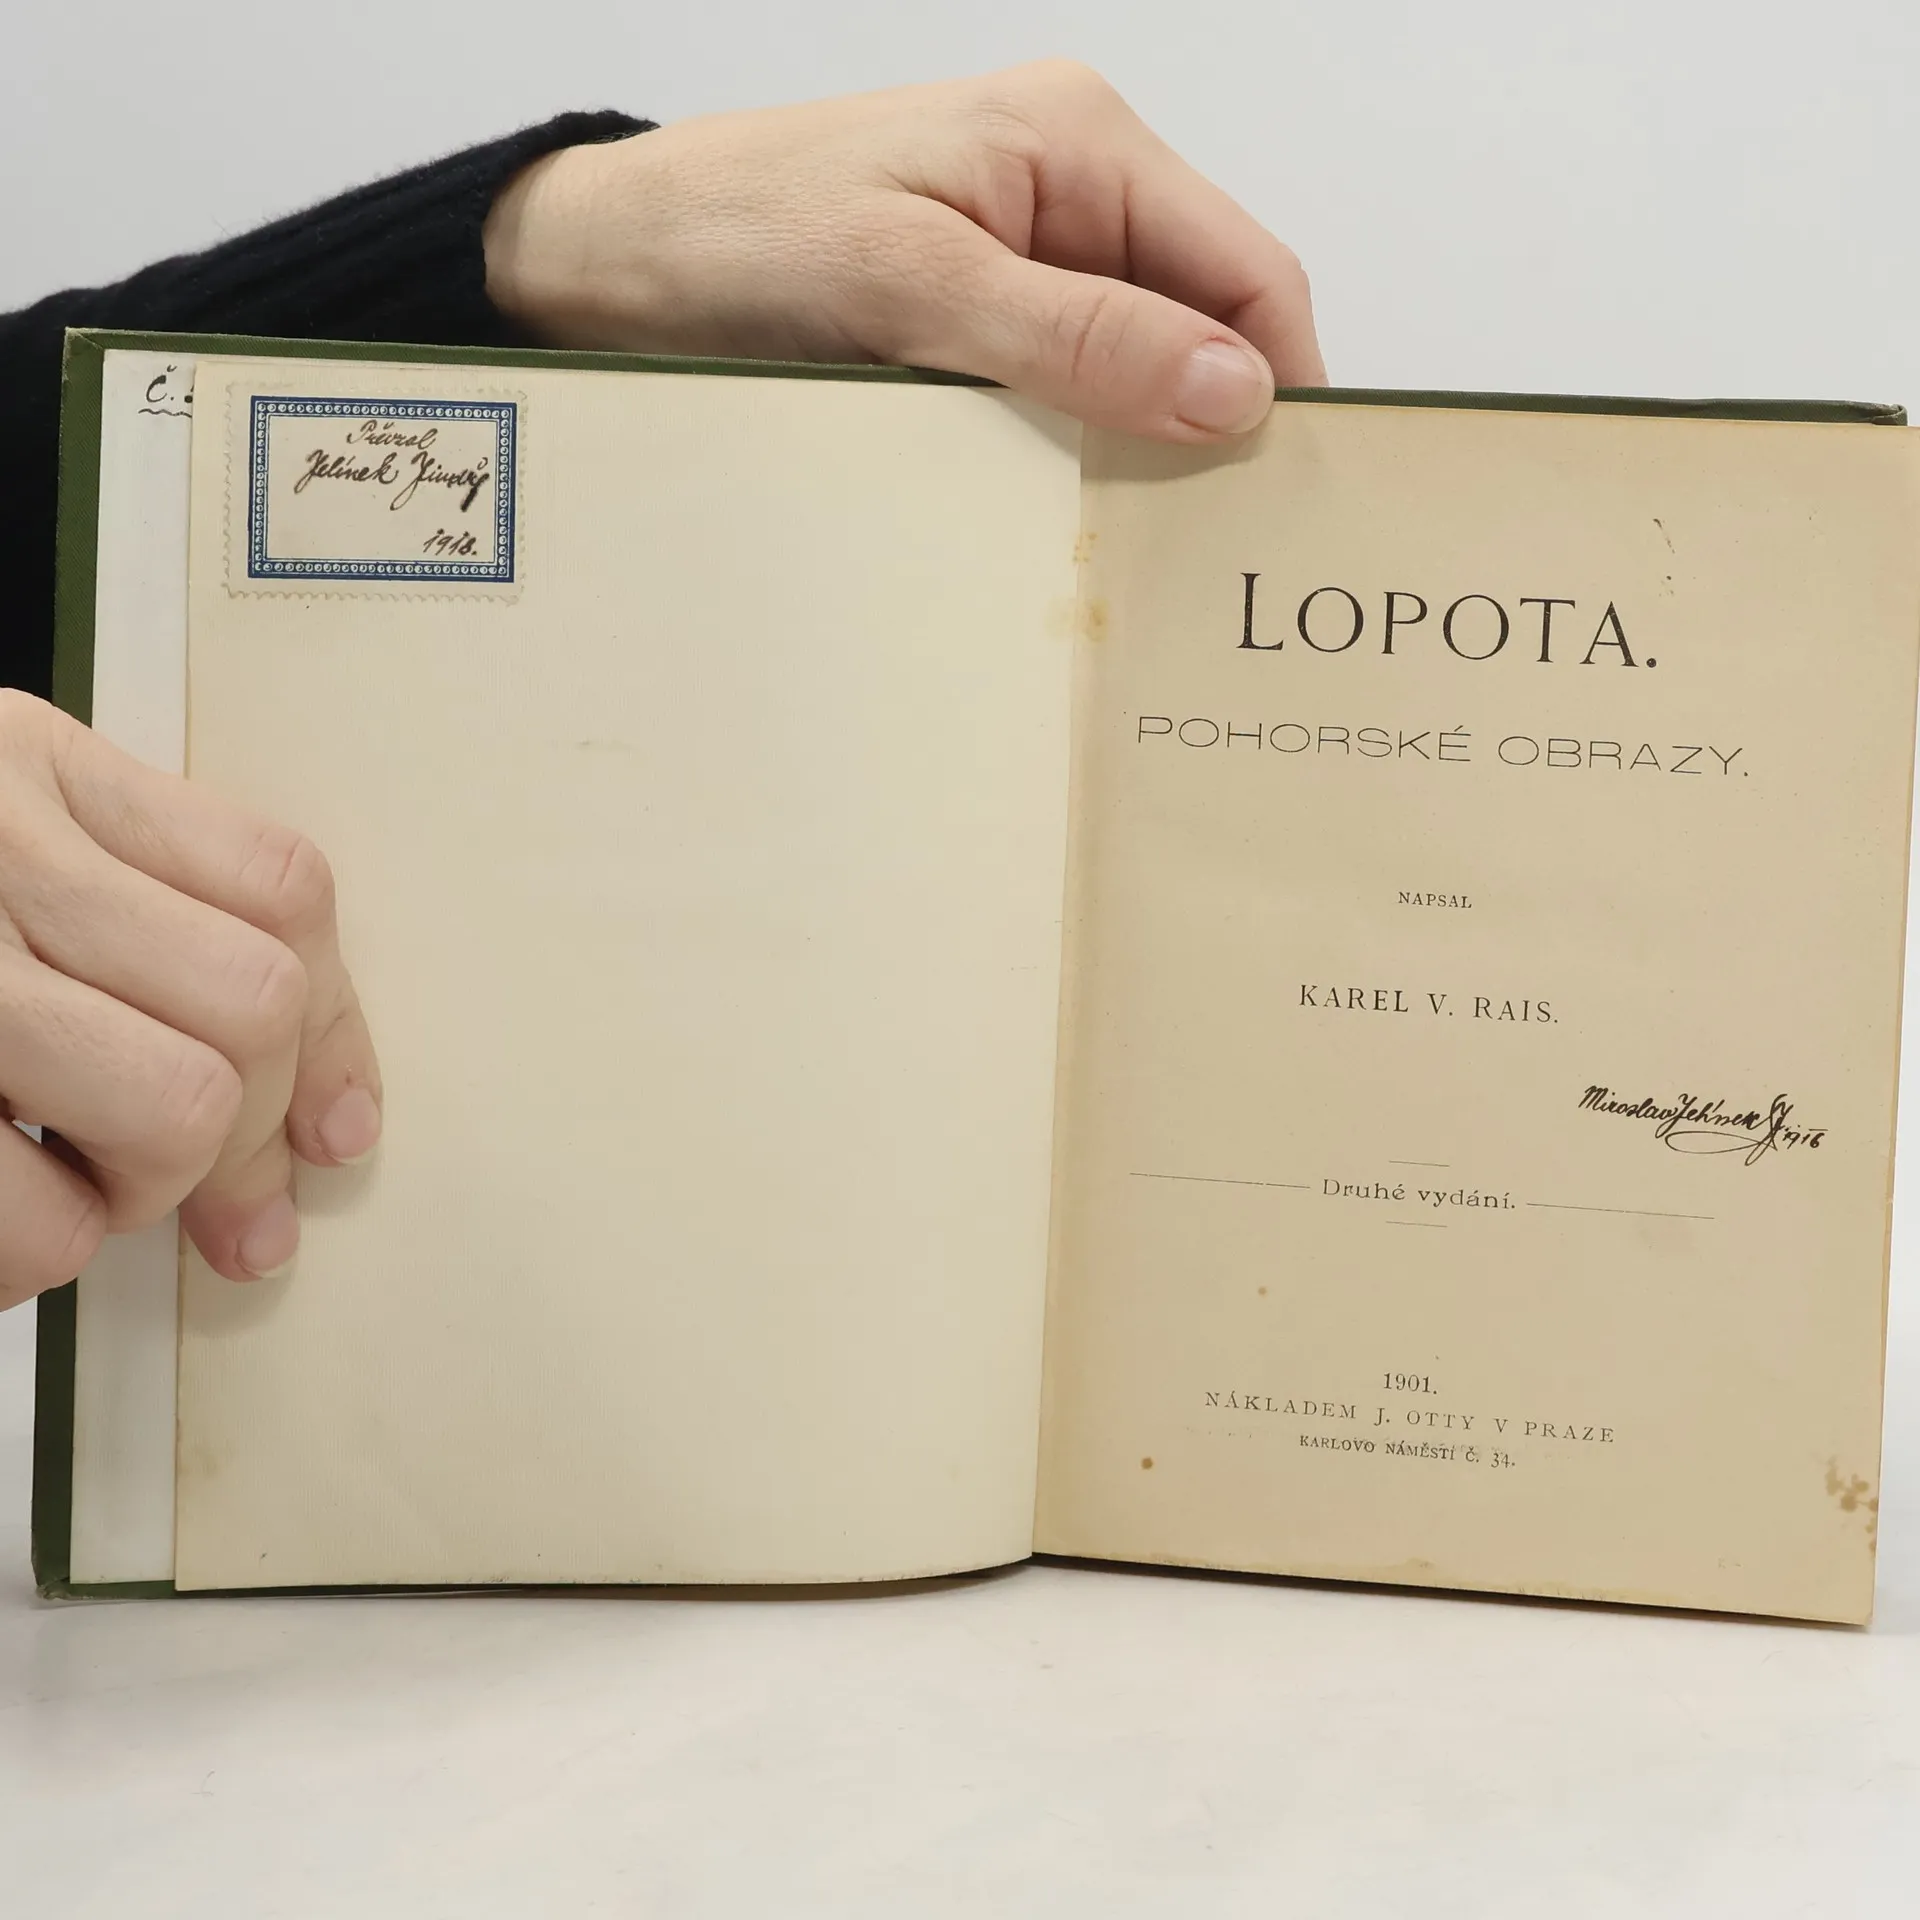 Č.
Převzal
Jelínek Jindř
1918.
LOPOTA.
POHORSKÉ OBRAZY.
NAPSAL
KAREL V. RAIS.
Miroslav Jelínek 1916
Druhé vydání.
1901.
NÁKLADEM J. OTTY V PRAZE
KARLOVO NÁMĚSTÍ Č. 34.